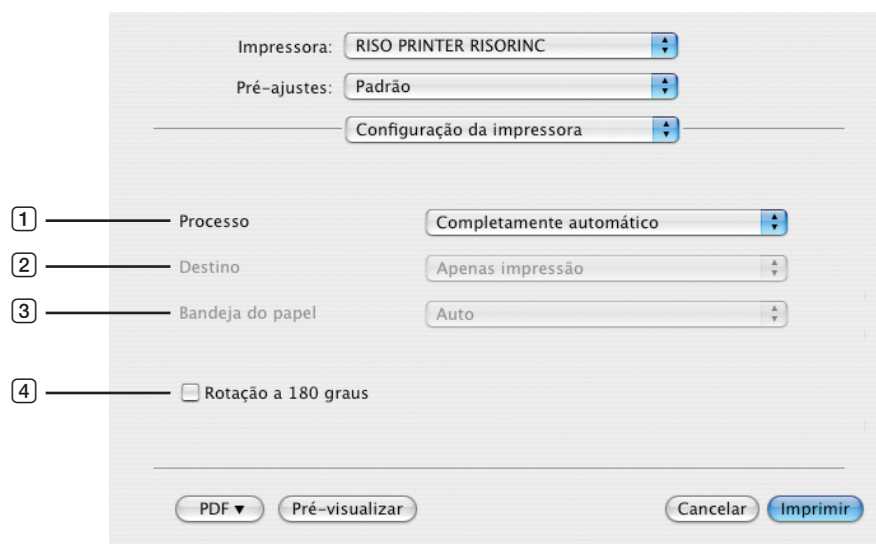 Impressora: RISO PRINTER RISORINC
Pré-ajustes: Padrão
Configuração da impressora
1 Processo Completamente automático
2 Destino Apenas impressão
3 Bandeja do papel Auto
4 Rotação a 180 graus
PDF ▼ Pré-visualizar Cancelar Imprimir